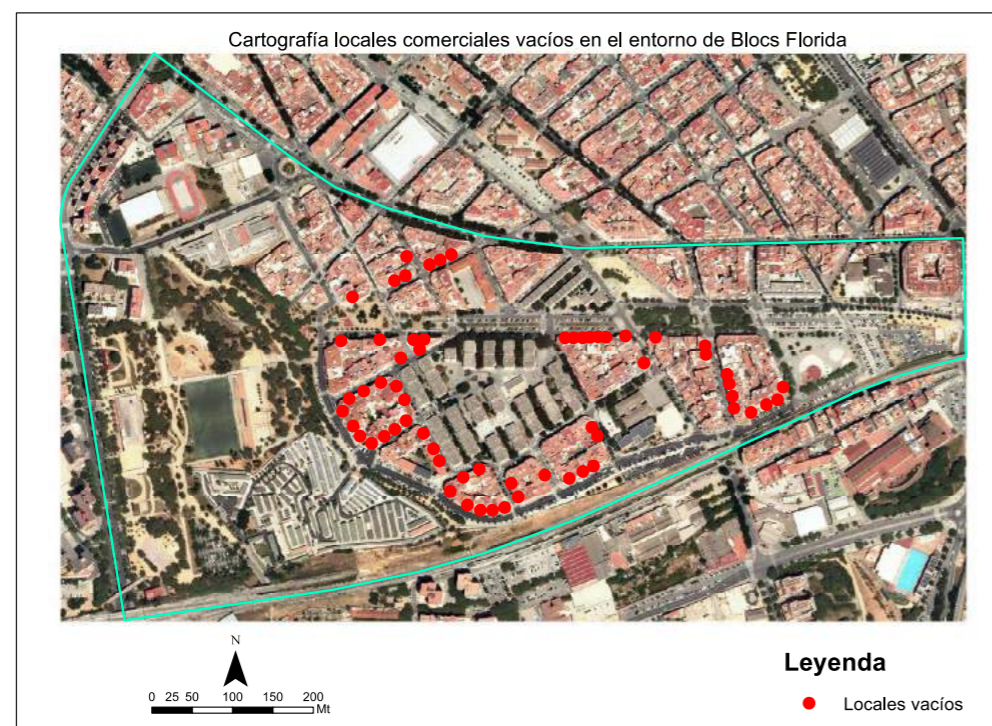 Cartografía locales comerciales vacíos en el entorno de Blocs Florida
N
0 25 50 100 150 200
Mt
Leyenda
Locales vacíos